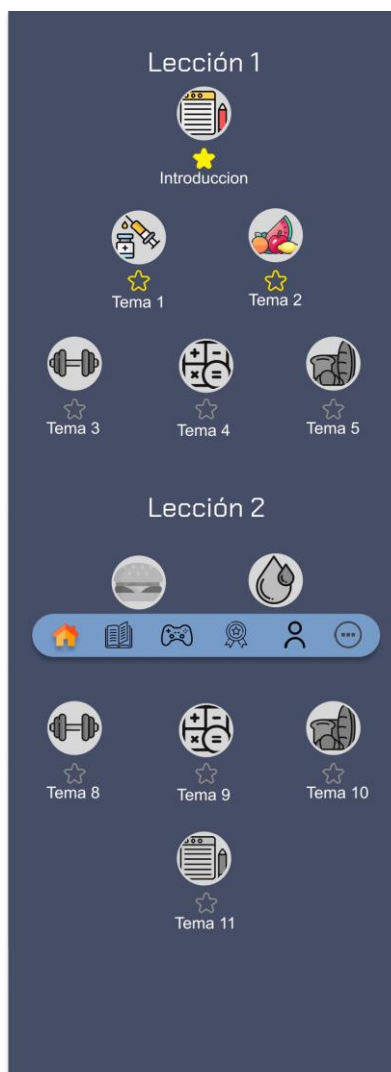 Lección 1
Introduccion
Tema 1 Tema 2
Tema 3 Tema 4 Tema 5
Lección 2
Tema 8 Tema 9 Tema 10
Tema 11